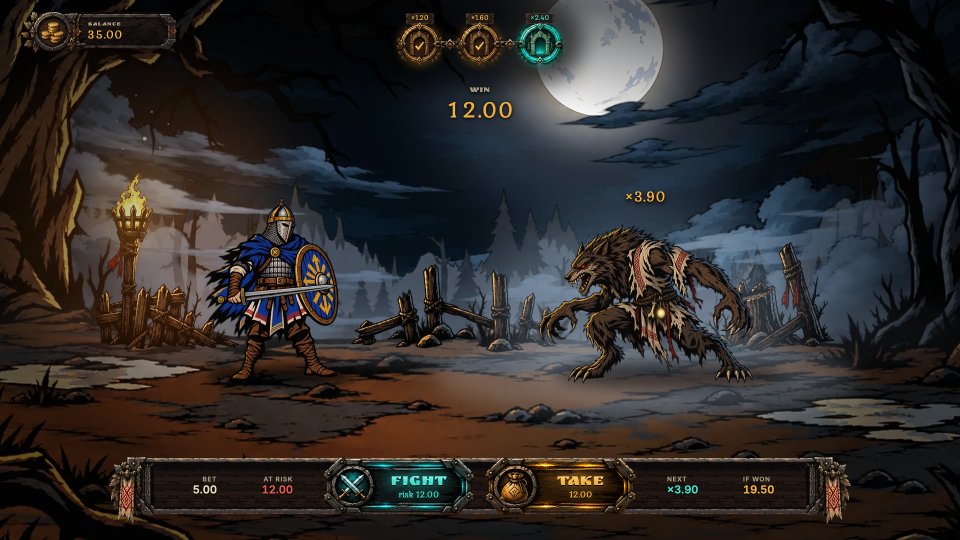 BALANCE
35.00
×1.20
×1.60
×2.40
WIN
12.00
×3.90
BET
5.00
AT RISK
12.00
FIGHT
risk 12.00
TAKE
12.00
NEXT
×3.90
IF WON
19.50